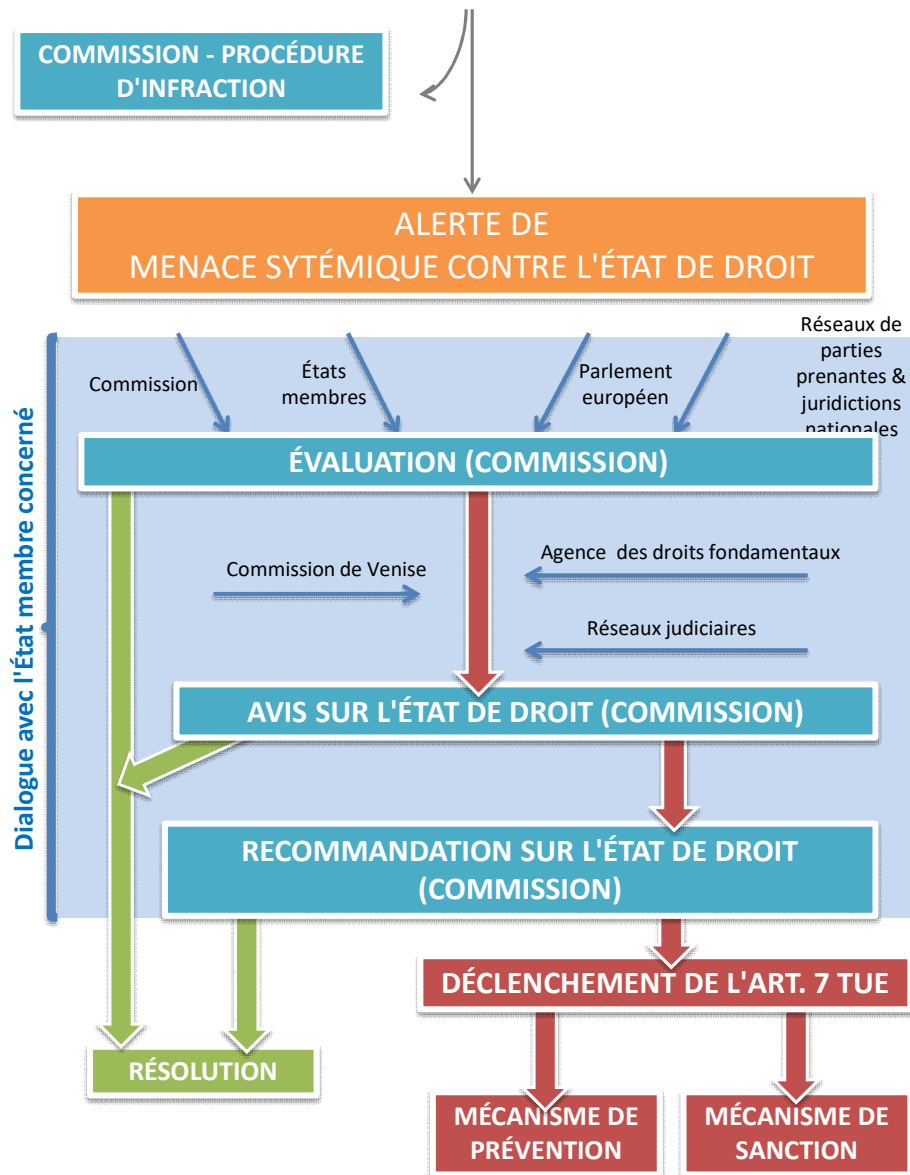 COMMISSION - PROCÉDURE
D'INFRACTION
ALERTE DE
MENACE SYTÉMIQUE CONTRE L'ÉTAT DE DROIT
Commission
États
membres
Parlement
européen
Réseaux de
parties
prenantes &
juridictions
nationales
Dialogue avec l'État membre concerné
ÉVALUATION (COMMISSION)
Commission de Venise
Agence des droits fondamentaux
Réseaux judiciaires
AVIS SUR L'ÉTAT DE DROIT (COMMISSION)
RECOMMANDATION SUR L'ÉTAT DE DROIT
(COMMISSION)
DÉCLENCHEMENT DE L'ART. 7 TUE
RÉSOLUTION
MÉCANISME DE
PRÉVENTION
MÉCANISME DE
SANCTION